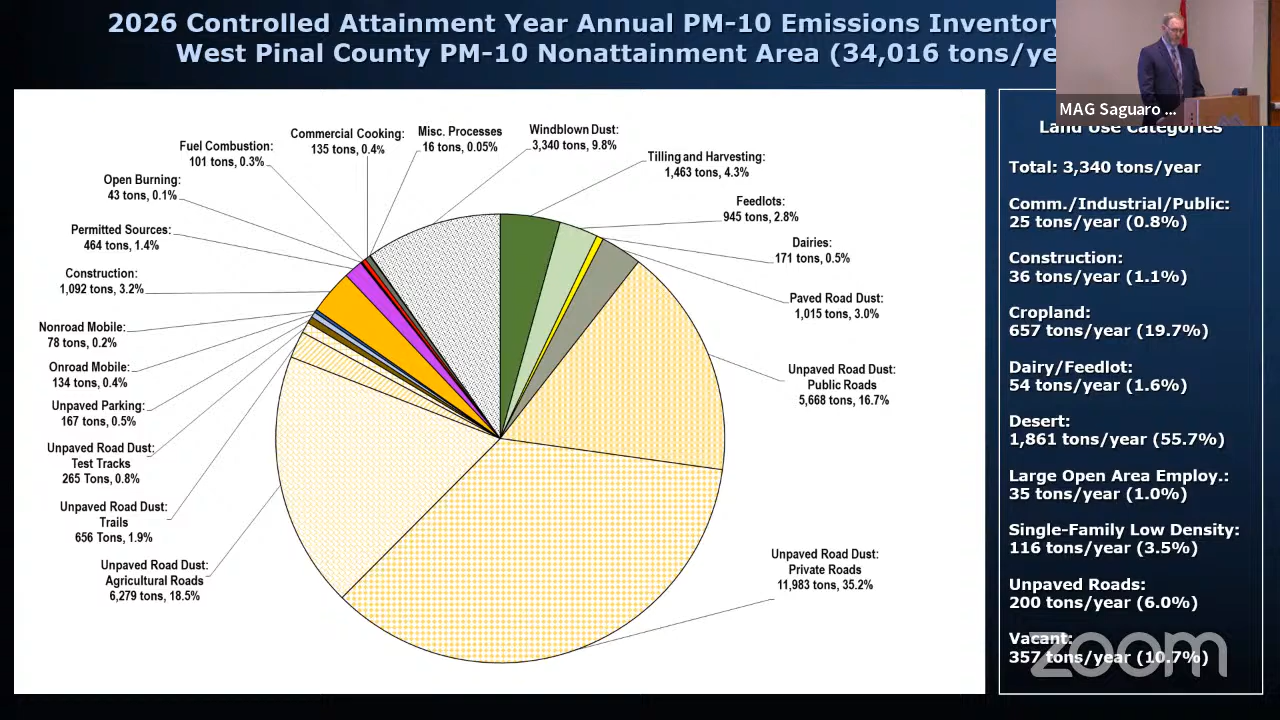 2026 Controlled Attainment Year Annual PM-10 Emissions Inventory
West Pinal County PM-10 Nonattainment Area (34,016 tons/ye
MAG Saguaro ...
Commercial Cooking:
135 tons, 0.4%
Misc. Processes
16 tons, 0.05%
Windblown Dust:
3,340 tons, 9.8%
Fuel Combustion:
101 tons, 0.3%
Tilling and Harvesting:
1,463 tons, 4.3%
Open Burning:
43 tons, 0.1%
Feedlots:
945 tons, 2.8%
Permitted Sources:
464 tons, 1.4%
Dairies:
171 tons, 0.5%
Construction:
1,092 tons, 3.2%
Paved Road Dust:
1,015 tons, 3.0%
Nonroad Mobile:
78 tons, 0.2%
Onroad Mobile:
134 tons, 0.4%
Unpaved Road Dust:
Public Roads
5,668 tons, 16.7%
Unpaved Parking:
167 tons, 0.5%
Unpaved Road Dust:
Test Tracks
265 Tons, 0.8%
Unpaved Road Dust:
Trails
656 Tons, 1.9%
Unpaved Road Dust:
Agricultural Roads
6,279 tons, 18.5%
Unpaved Road Dust:
Private Roads
11,983 tons, 35.2%
Land Use Categories
Total: 3,340 tons/year
Comm./Industrial/Public:
25 tons/year (0.8%)
Construction:
36 tons/year (1.1%)
Cropland:
657 tons/year (19.7%)
Dairy/Feedlot:
54 tons/year (1.6%)
Desert:
1,861 tons/year (55.7%)
Large Open Area Employ.:
35 tons/year (1.0%)
Single-Family Low Density:
116 tons/year (3.5%)
Unpaved Roads:
200 tons/year (6.0%)
Vacant:
357 tons/year (10.7%)
zoom